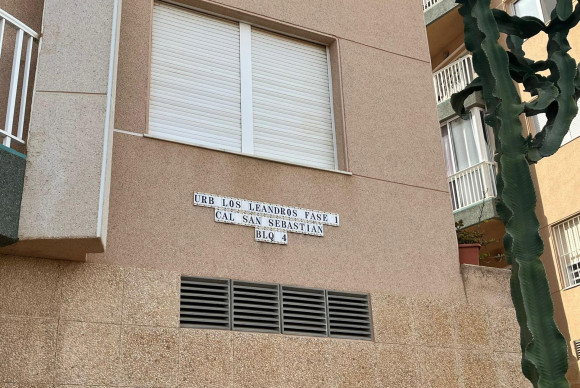 URB LOS LEANDROS FASE 1
CAL SAN SEBASTIAN
BLQ 4